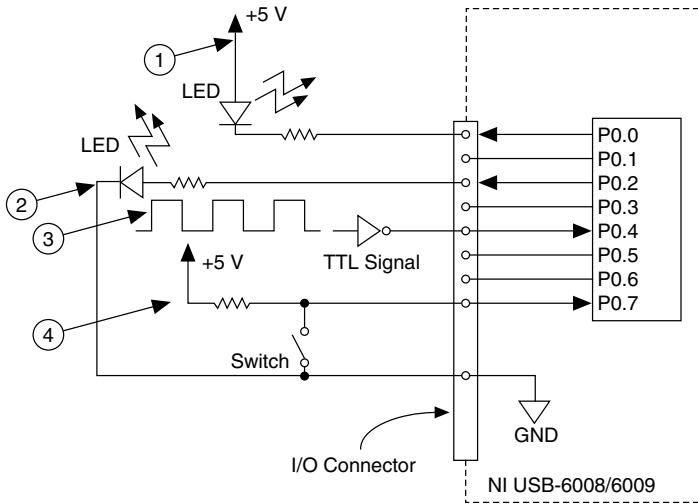 +5 V
1
LED
LED
P0.0
P0.1
P0.2
2
P0.3
3
P0.4
TTL Signal
+5 V
P0.5
P0.6
P0.7
4
Switch
GND
I/O Connector
NI USB-6008/6009